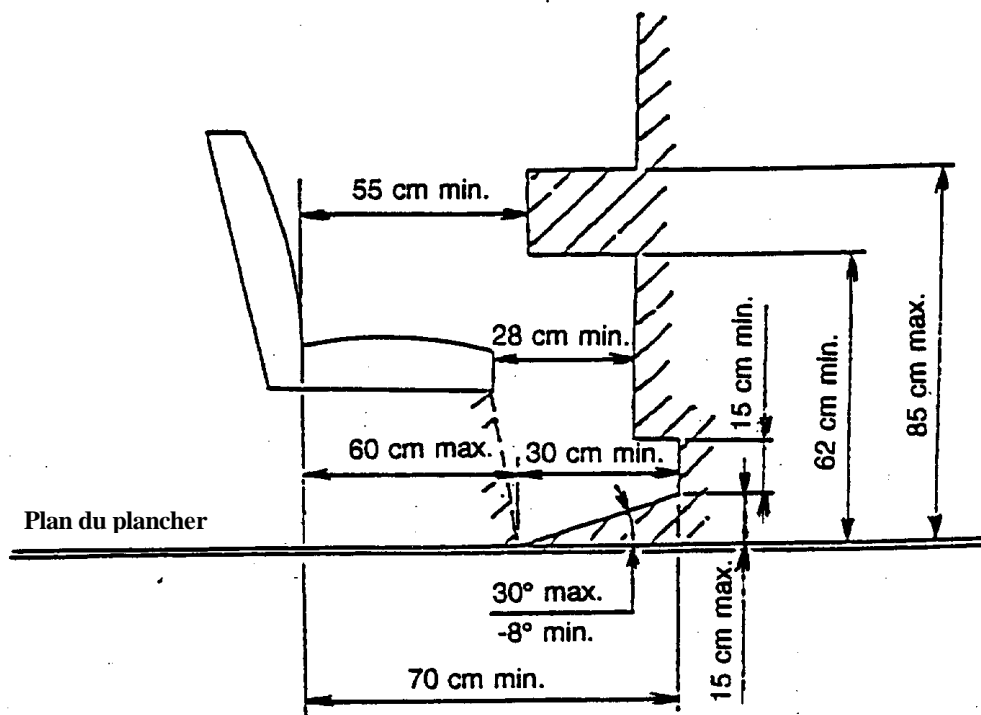 55 cm min.
28 cm min.
15 cm min.
62 cm min.
85 cm max.
60 cm max.
30 cm min.
Plan du plancher
30° max.
-8° min.
15 cm max.
70 cm min.